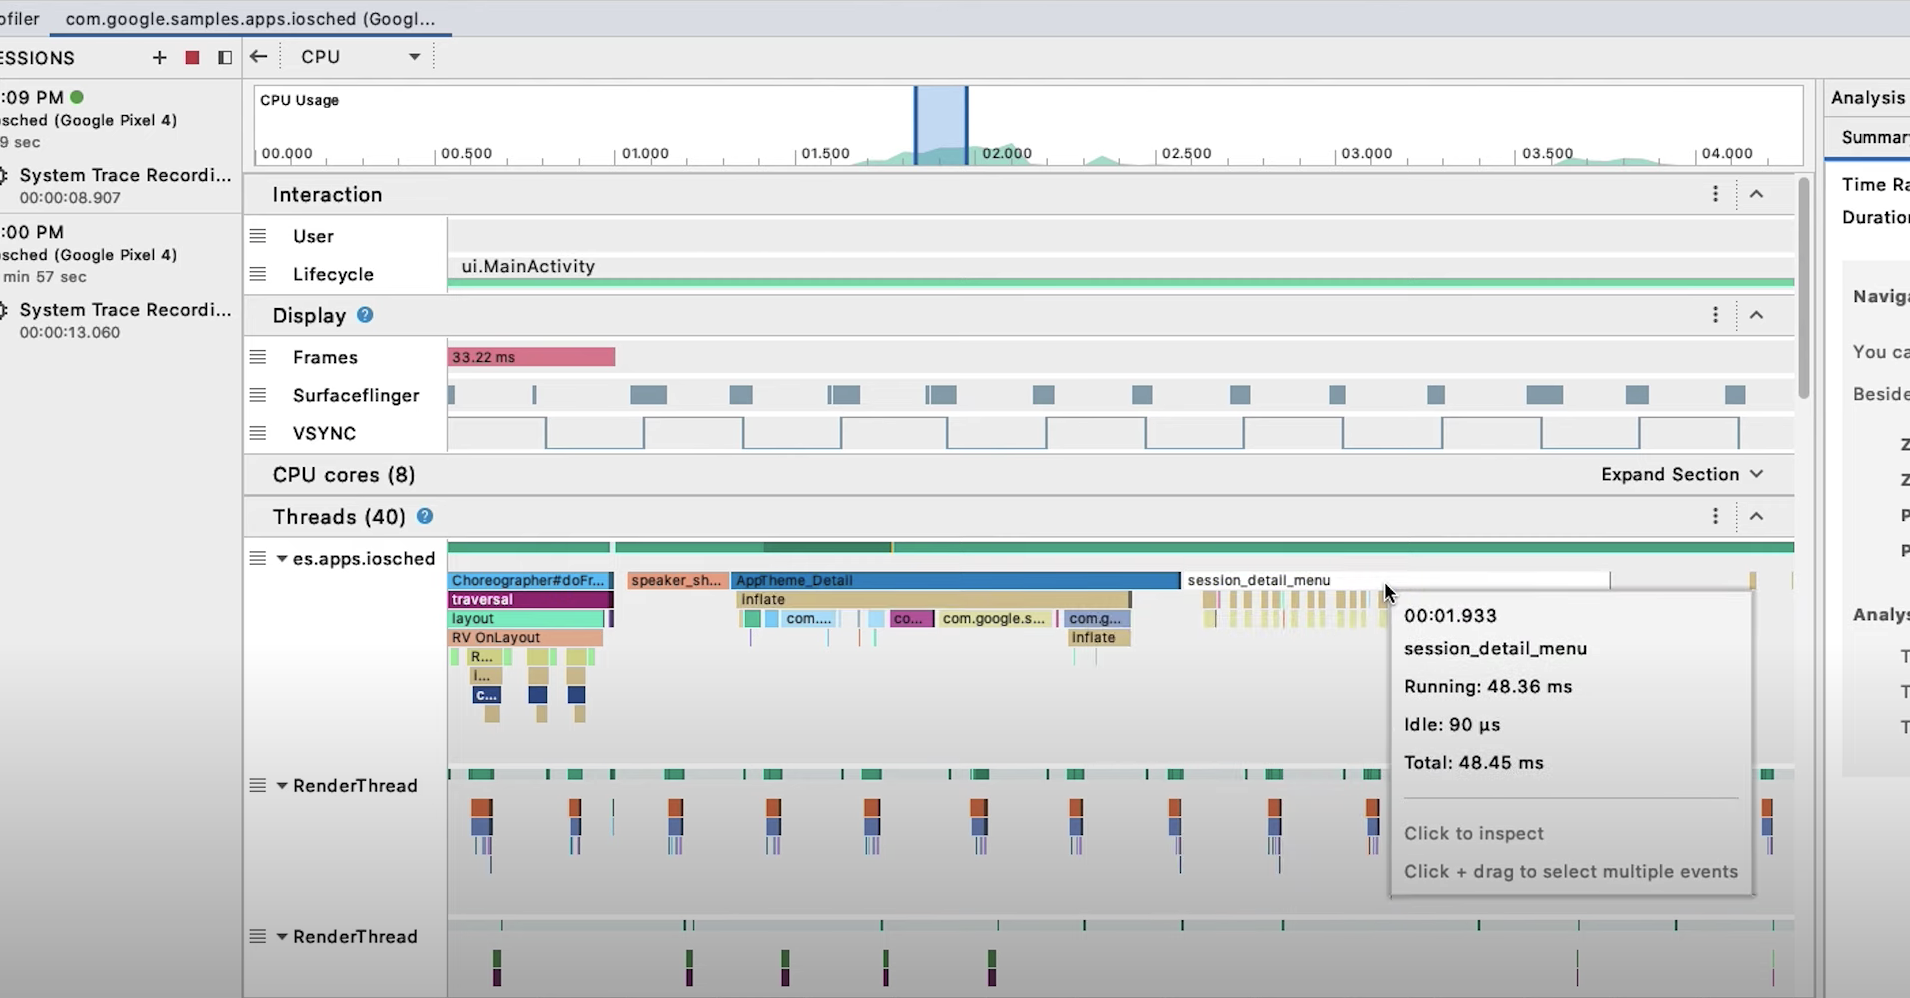 ofiler com.google.samples.apps.iosched (Googl...
ESSIONS
CPU
:09 PM
sched (Google Pixel 4)
9 sec
System Trace Recordi...
00:00:08.907
:00 PM
sched (Google Pixel 4)
min 57 sec
System Trace Recordi...
00:00:13.060
CPU Usage
00.000 00.500 01.000 01.500 02.000 02.500 03.000 03.500 04.000
Interaction
User
Lifecycle ui.MainActivity
Display ?
Frames 33.22 ms
Surfaceflinger
VSYNC
CPU cores (8) Expand Section
Threads (40) ?
es.apps.iosched
Choreographer#doFr... speaker_sh... AppTheme_Detail session_detail_menu
traversal inflate
layout com.... co... com.google.s... com.g...
RV OnLayout inflate
R...
i...
c...
RenderThread
RenderThread
00:01.933
session_detail_menu
Running: 48.36 ms
Idle: 90 μs
Total: 48.45 ms
Click to inspect
Click + drag to select multiple events
Analysis
Summar
Time Ra
Duratio
Naviga
You ca
Beside
Z
Z
P
P
Analys
T
T
T